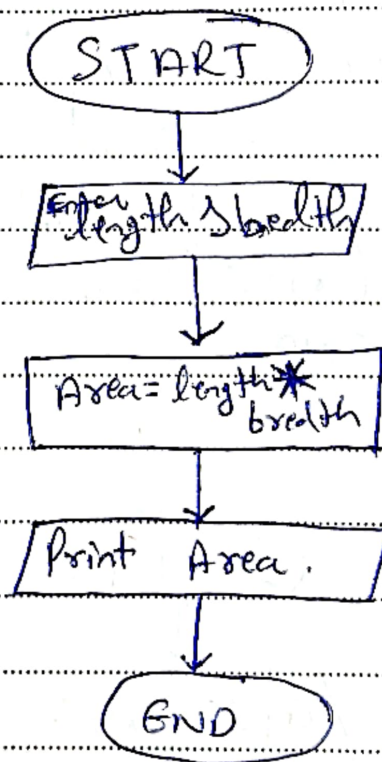 START
Enter
length & bredth
Area = length *
bredth
Print Area.
END